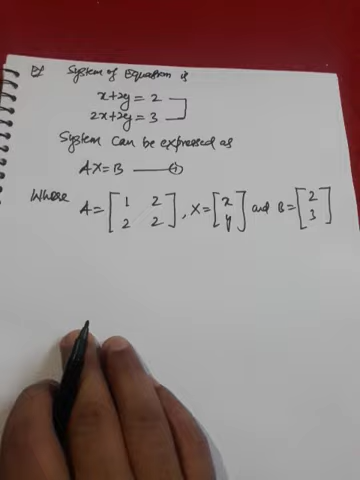 System of Equation is
x+2y = 2
2x+2y = 3
System can be expressed as
AX=B —①
Where A= [1 2 2 2], X= [x y] and B= [2 3]